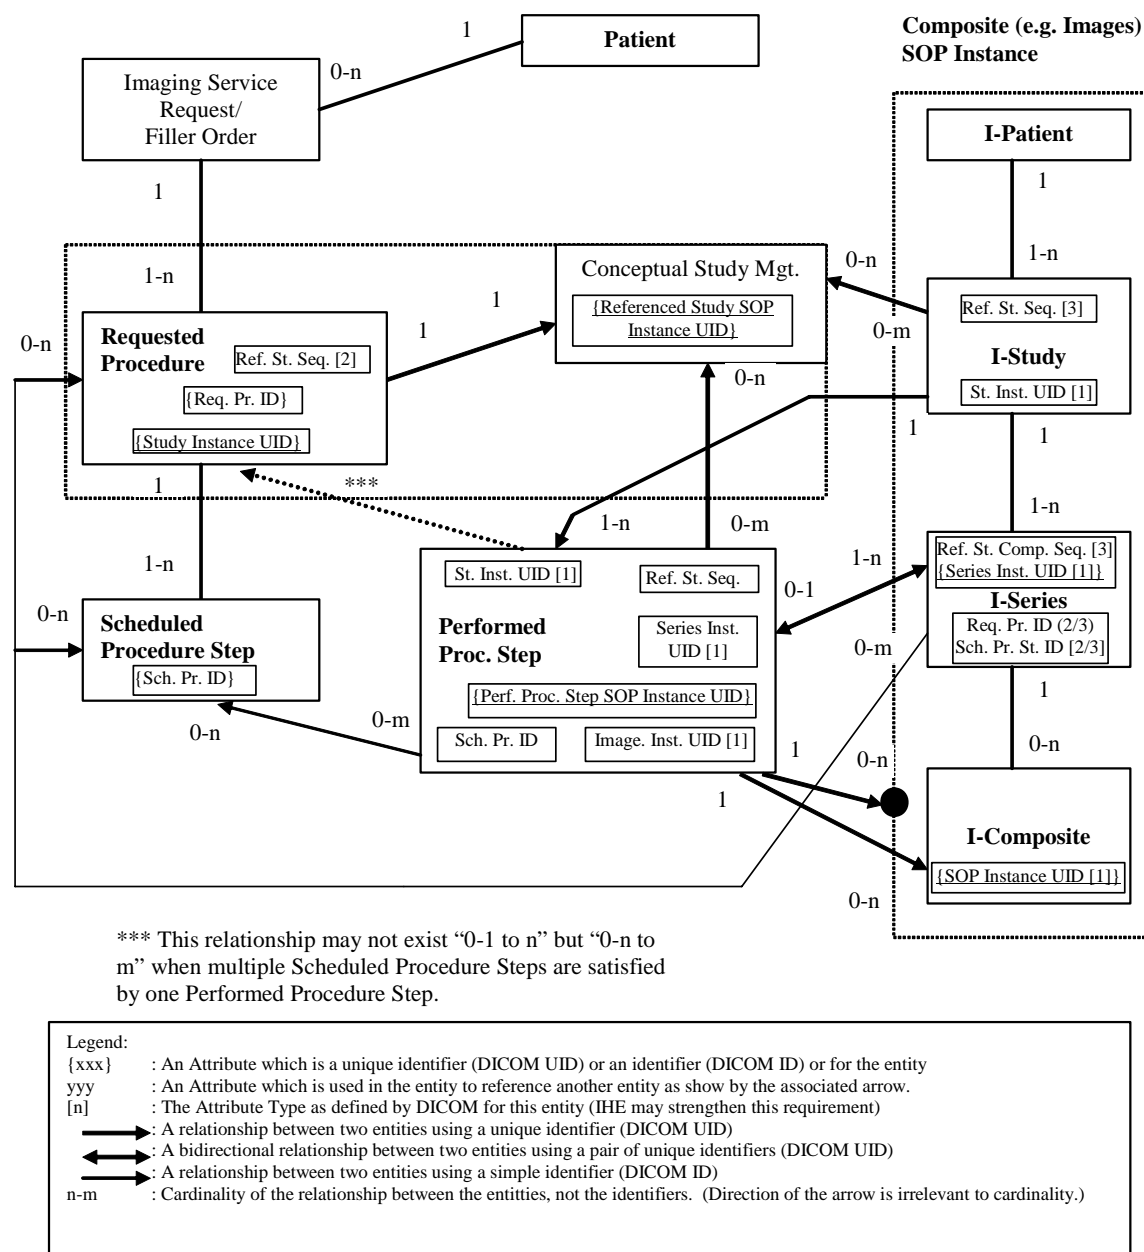 1
Patient
Composite (e.g. Images)
SOP Instance
0-n
Imaging Service
Request/
Filler Order
I-Patient
1
1
1-n
1-n
Conceptual Study Mgt.
0-n
{Referenced Study SOP
Instance UID}
1
1
Requested
Procedure
Ref. St. Seq. [2]
{Req. Pr. ID}
{Study Instance UID}
0-n
Ref. St. Seq. [3]
0-m
I-Study
St. Inst. UID [1]
0-n
1
1
1
***
1-n
0-m
1-n
1-n
1-n
0-1
St. Inst. UID [1]
Ref. St. Seq.
Ref. St. Comp. Seq. [3]
{Series Inst. UID [1]}
I-Series
Req. Pr. ID (2/3)
Sch. Pr. St. ID [2/3]
0-n
Scheduled
Procedure Step
{Sch. Pr. ID}
Performed
Proc. Step
Series Inst.
UID [1]
0-m
{Perf. Proc. Step SOP Instance UID}
Sch. Pr. ID
Image. Inst. UID [1]
0-n
0-m
1
1
0-n
0-n
1
I-Composite
{SOP Instance UID [1]}
0-n
*** This relationship may not exist “0-1 to n” but “0-n to
m” when multiple Scheduled Procedure Steps are satisfied
by one Performed Procedure Step.
Legend:
{xxx} : An Attribute which is a unique identifier (DICOM UID) or an identifier (DICOM ID) or for the entity
yyy : An Attribute which is used in the entity to reference another entity as show by the associated arrow.
[n] : The Attribute Type as defined by DICOM for this entity (IHE may strengthen this requirement)
: A relationship between two entities using a unique identifier (DICOM UID)
: A bidirectional relationship between two entities using a pair of unique identifiers (DICOM UID)
: A relationship between two entities using a simple identifier (DICOM ID)
n-m : Cardinality of the relationship between the entitties, not the identifiers. (Direction of the arrow is irrelevant to cardinality.)